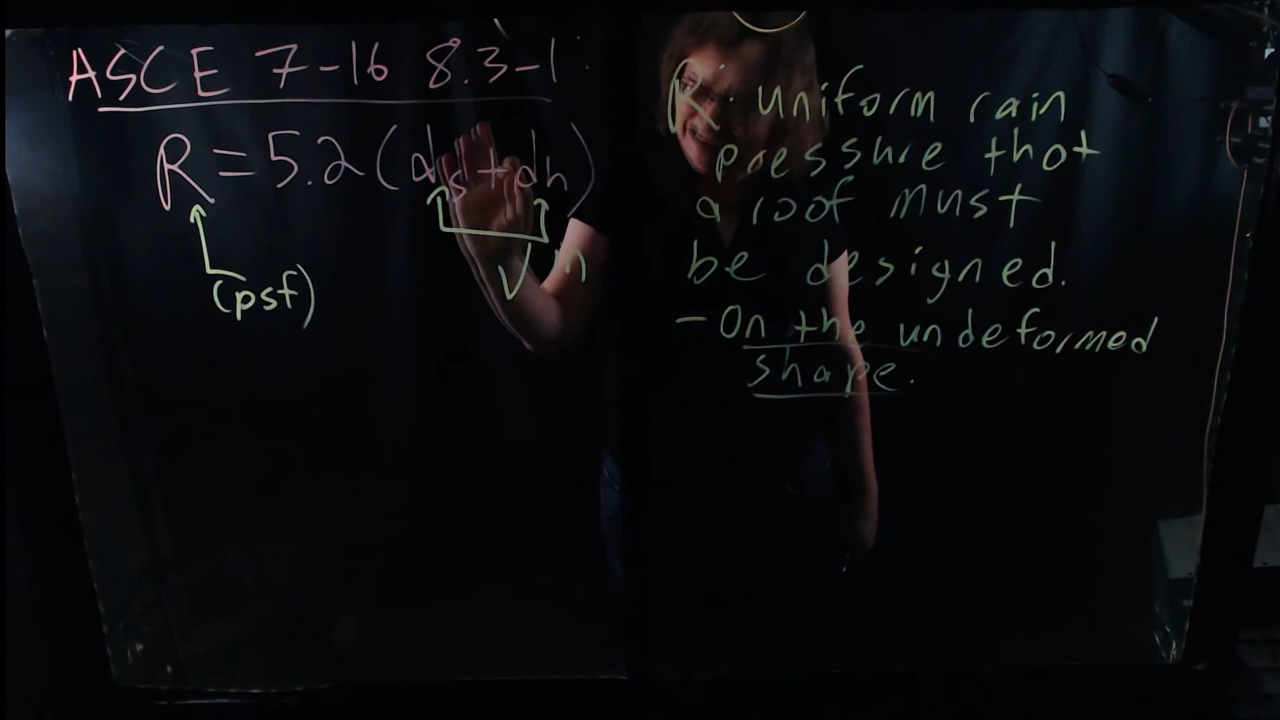 ASCE 7-16 8.3-1:
R = 5.2 (ds + dh)
(psf)
in
R: uniform rain
pressure that
a roof must
be designed.
- On the undeformed
shape.